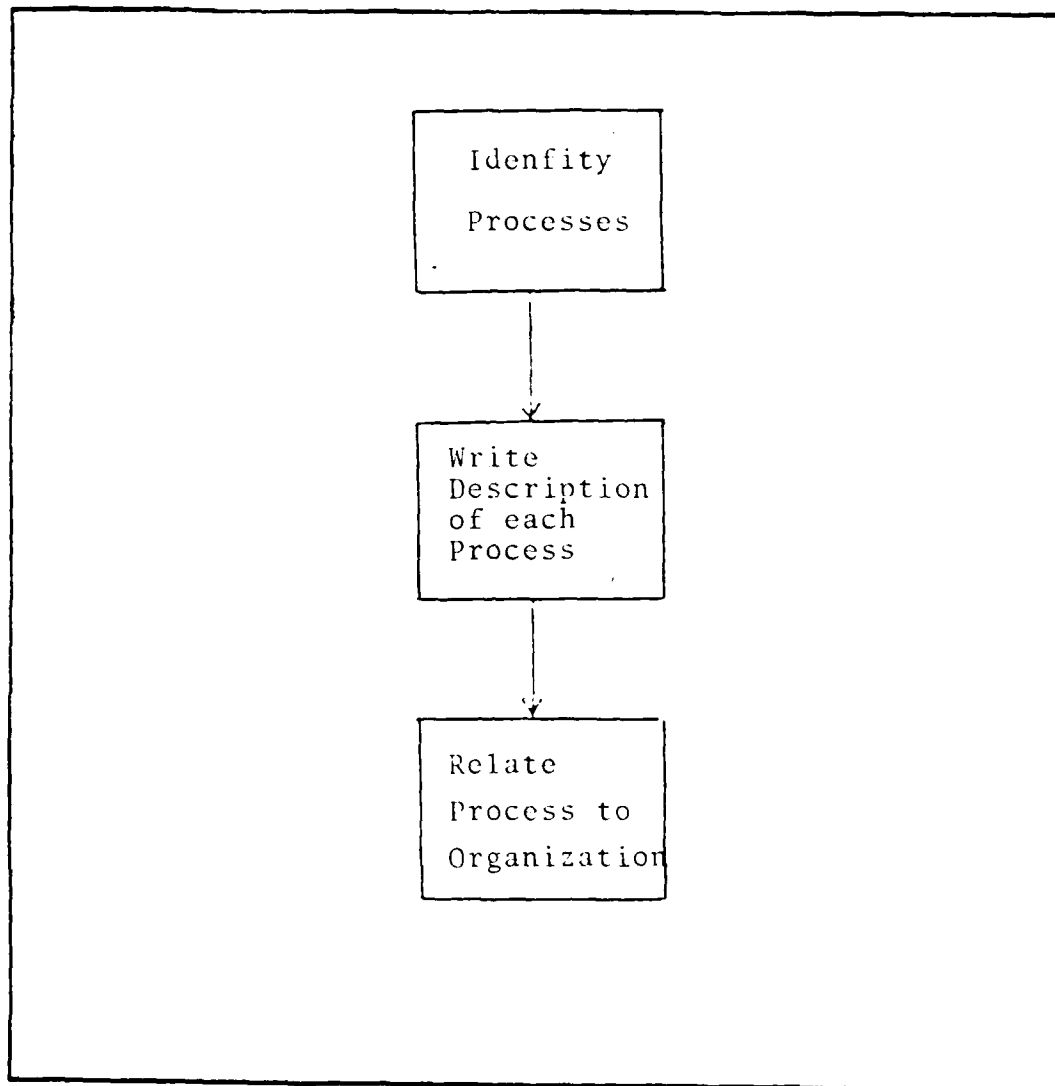 Idenfity
Processes
Write
Description
of each
Process
Relate
Process to
Organization